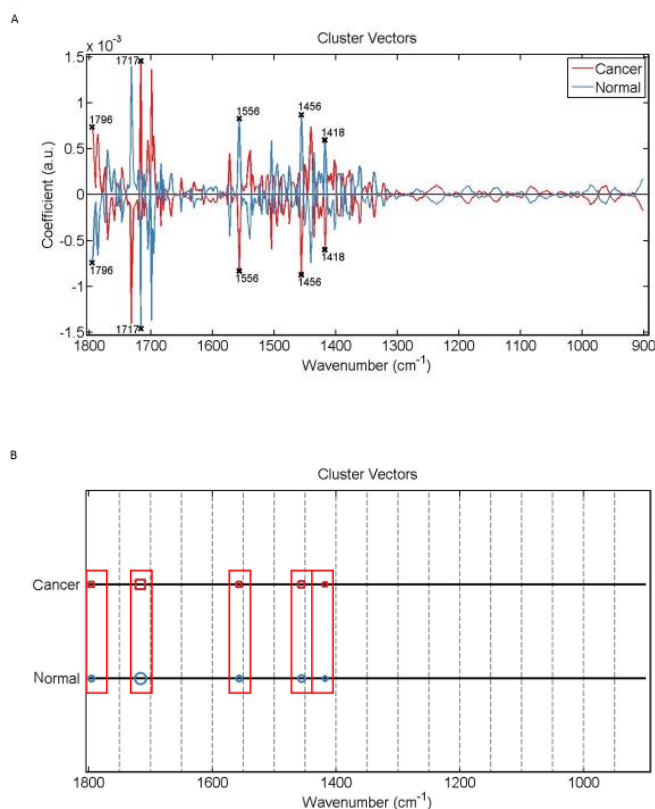 A
Cluster Vectors
x 10⁻³
1.5
1
0.5
0
-0.5
-1
-1.5
Coefficient (a.u.)
1796
1717
1556
1456
1418
1796
1717
1556
1456
1418
Cancer
Normal
1800 1700 1600 1500 1400 1300 1200 1100 1000 900
Wavenumber (cm⁻¹)
B
Cluster Vectors
Cancer
Normal
1800 1600 1400 1200 1000
Wavenumber (cm⁻¹)